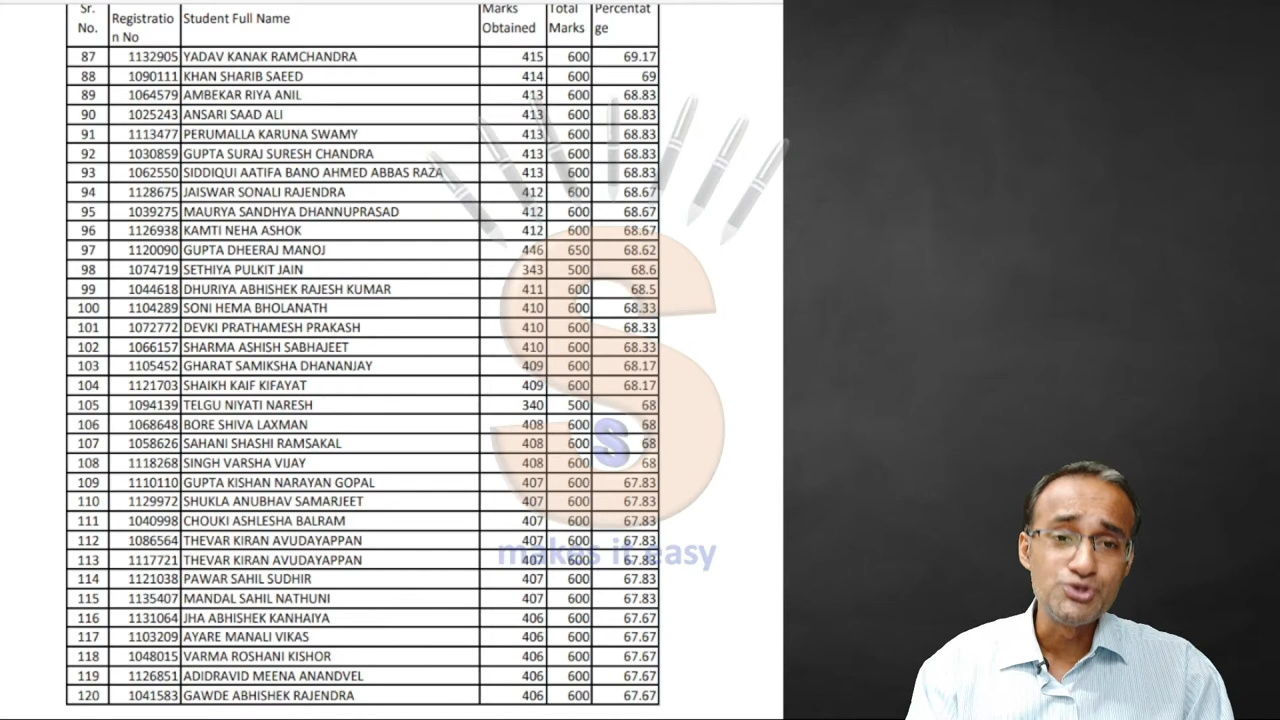 Sr. No. Registratio n No Student Full Name Marks Obtained Total Marks Percentat ge
87 1132905 YADAV KANAK RAMCHANDRA 415 600 69.17
88 1090111 KHAN SHARIB SAEED 414 600 69
89 1064579 AMBEKAR RIYA ANIL 413 600 68.83
90 1025243 ANSARI SAAD ALI 413 600 68.83
91 1113477 PERUMALLA KARUNA SWAMY 413 600 68.83
92 1030859 GUPTA SURAJ SURESH CHANDRA 413 600 68.83
93 1062550 SIDDIQUI AATIFA BANO AHMED ABBAS RAZA 413 600 68.83
94 1128675 JAISWAR SONALI RAJENDRA 412 600 68.67
95 1039275 MAURYA SANDHYA DHANNUPRASAD 412 600 68.67
96 1126938 KAMTI NEHA ASHOK 412 600 68.67
97 1120090 GUPTA DHEERAJ MANOJ 446 650 68.62
98 1074719 SETHIYA PULKIT JAIN 343 500 68.6
99 1044618 DHURIYA ABHISHEK RAJESH KUMAR 411 600 68.5
100 1104289 SONI HEMA BHOLANATH 410 600 68.33
101 1072772 DEVKI PRATHAMESH PRAKASH 410 600 68.33
102 1066157 SHARMA ASHISH SABHAJEET 410 600 68.33
103 1105452 GHARAT SAMIKSHA DHANANJAY 409 600 68.17
104 1121703 SHAIKH KAIF KIFAYAT 409 600 68.17
105 1094139 TELGU NIYATI NARESH 340 500 68
106 1068648 BORE SHIVA LAXMAN 408 600 68
107 1058626 SAHANI SHASHI RAMSAKAL 408 600 68
108 1118268 SINGH VARSHA VIJAY 408 600 68
109 1110110 GUPTA KISHAN NARAYAN GOPAL 407 600 67.83
110 1129972 SHUKLA ANUBHAV SAMARJEET 407 600 67.83
111 1040998 CHOUKI ASHLESHA BALRAM 407 600 67.83
112 1086564 THEVAR KIRAN AVUDAYAPPAN 407 600 67.83
113 1117721 THEVAR KIRAN AVUDAYAPPAN 407 600 67.83
114 1121038 PAWAR SAHIL SUDHIR 407 600 67.83
115 1135407 MANDAL SAHIL NATHUNI 407 600 67.83
116 1131064 JHA ABHISHEK KANHAIYA 406 600 67.67
117 1103209 AYARE MANALI VIKAS 406 600 67.67
118 1048015 VARMA ROSHANI KISHOR 406 600 67.67
119 1126851 ADIDRAVID MEENA ANANDVEL 406 600 67.67
120 1041583 GAWDE ABHISHEK RAJENDRA 406 600 67.67
S
s
makes it easy